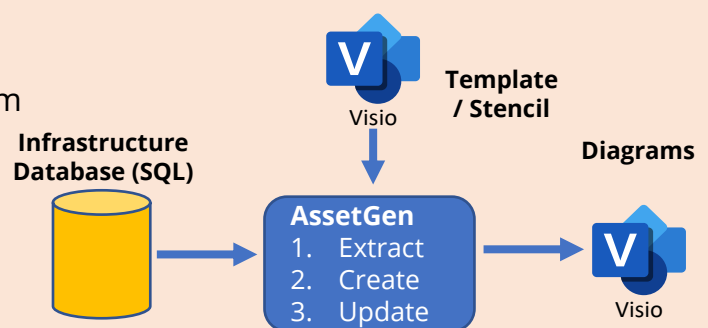 m
Infrastructure
Database (SQL)
V
Visio
Template
/ Stencil
Diagrams
AssetGen
1. Extract
2. Create
3. Update
V
Visio